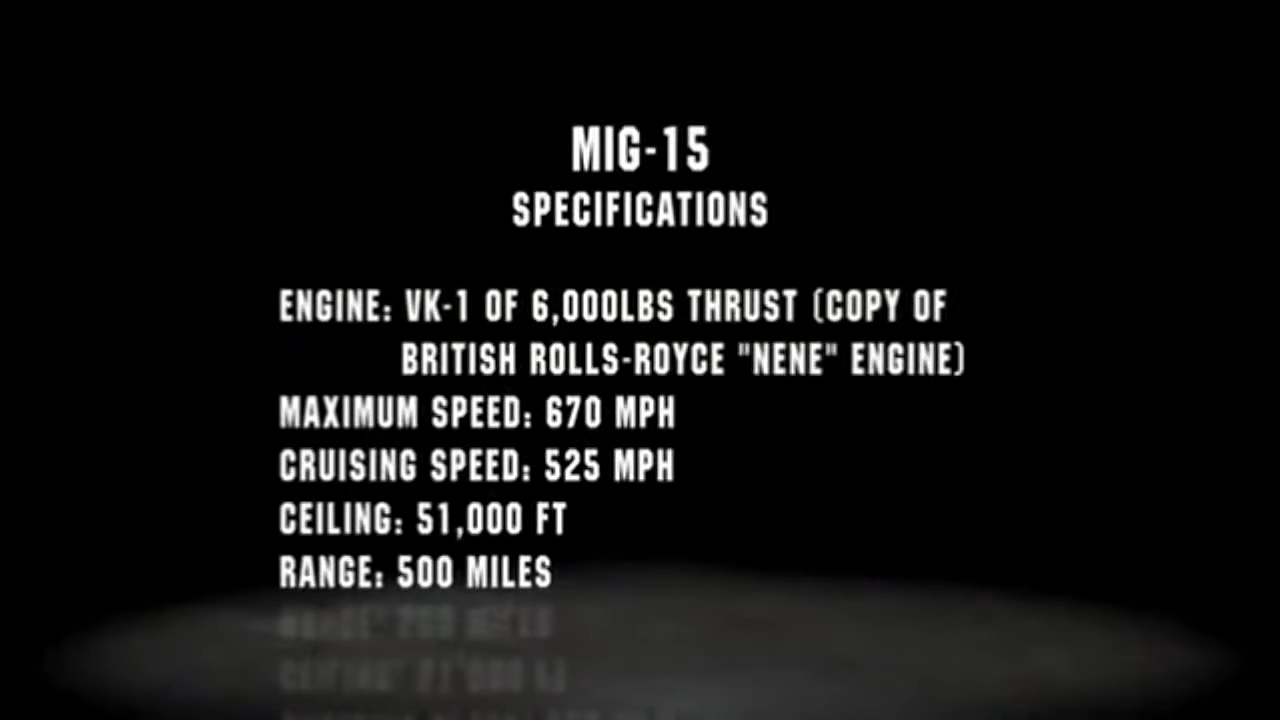 MIG-15
SPECIFICATIONS
ENGINE: VK-1 OF 6,000LBS THRUST (COPY OF
BRITISH ROLLS-ROYCE "NENE" ENGINE)
MAXIMUM SPEED: 670 MPH
CRUISING SPEED: 525 MPH
CEILING: 51,000 FT
RANGE: 500 MILES